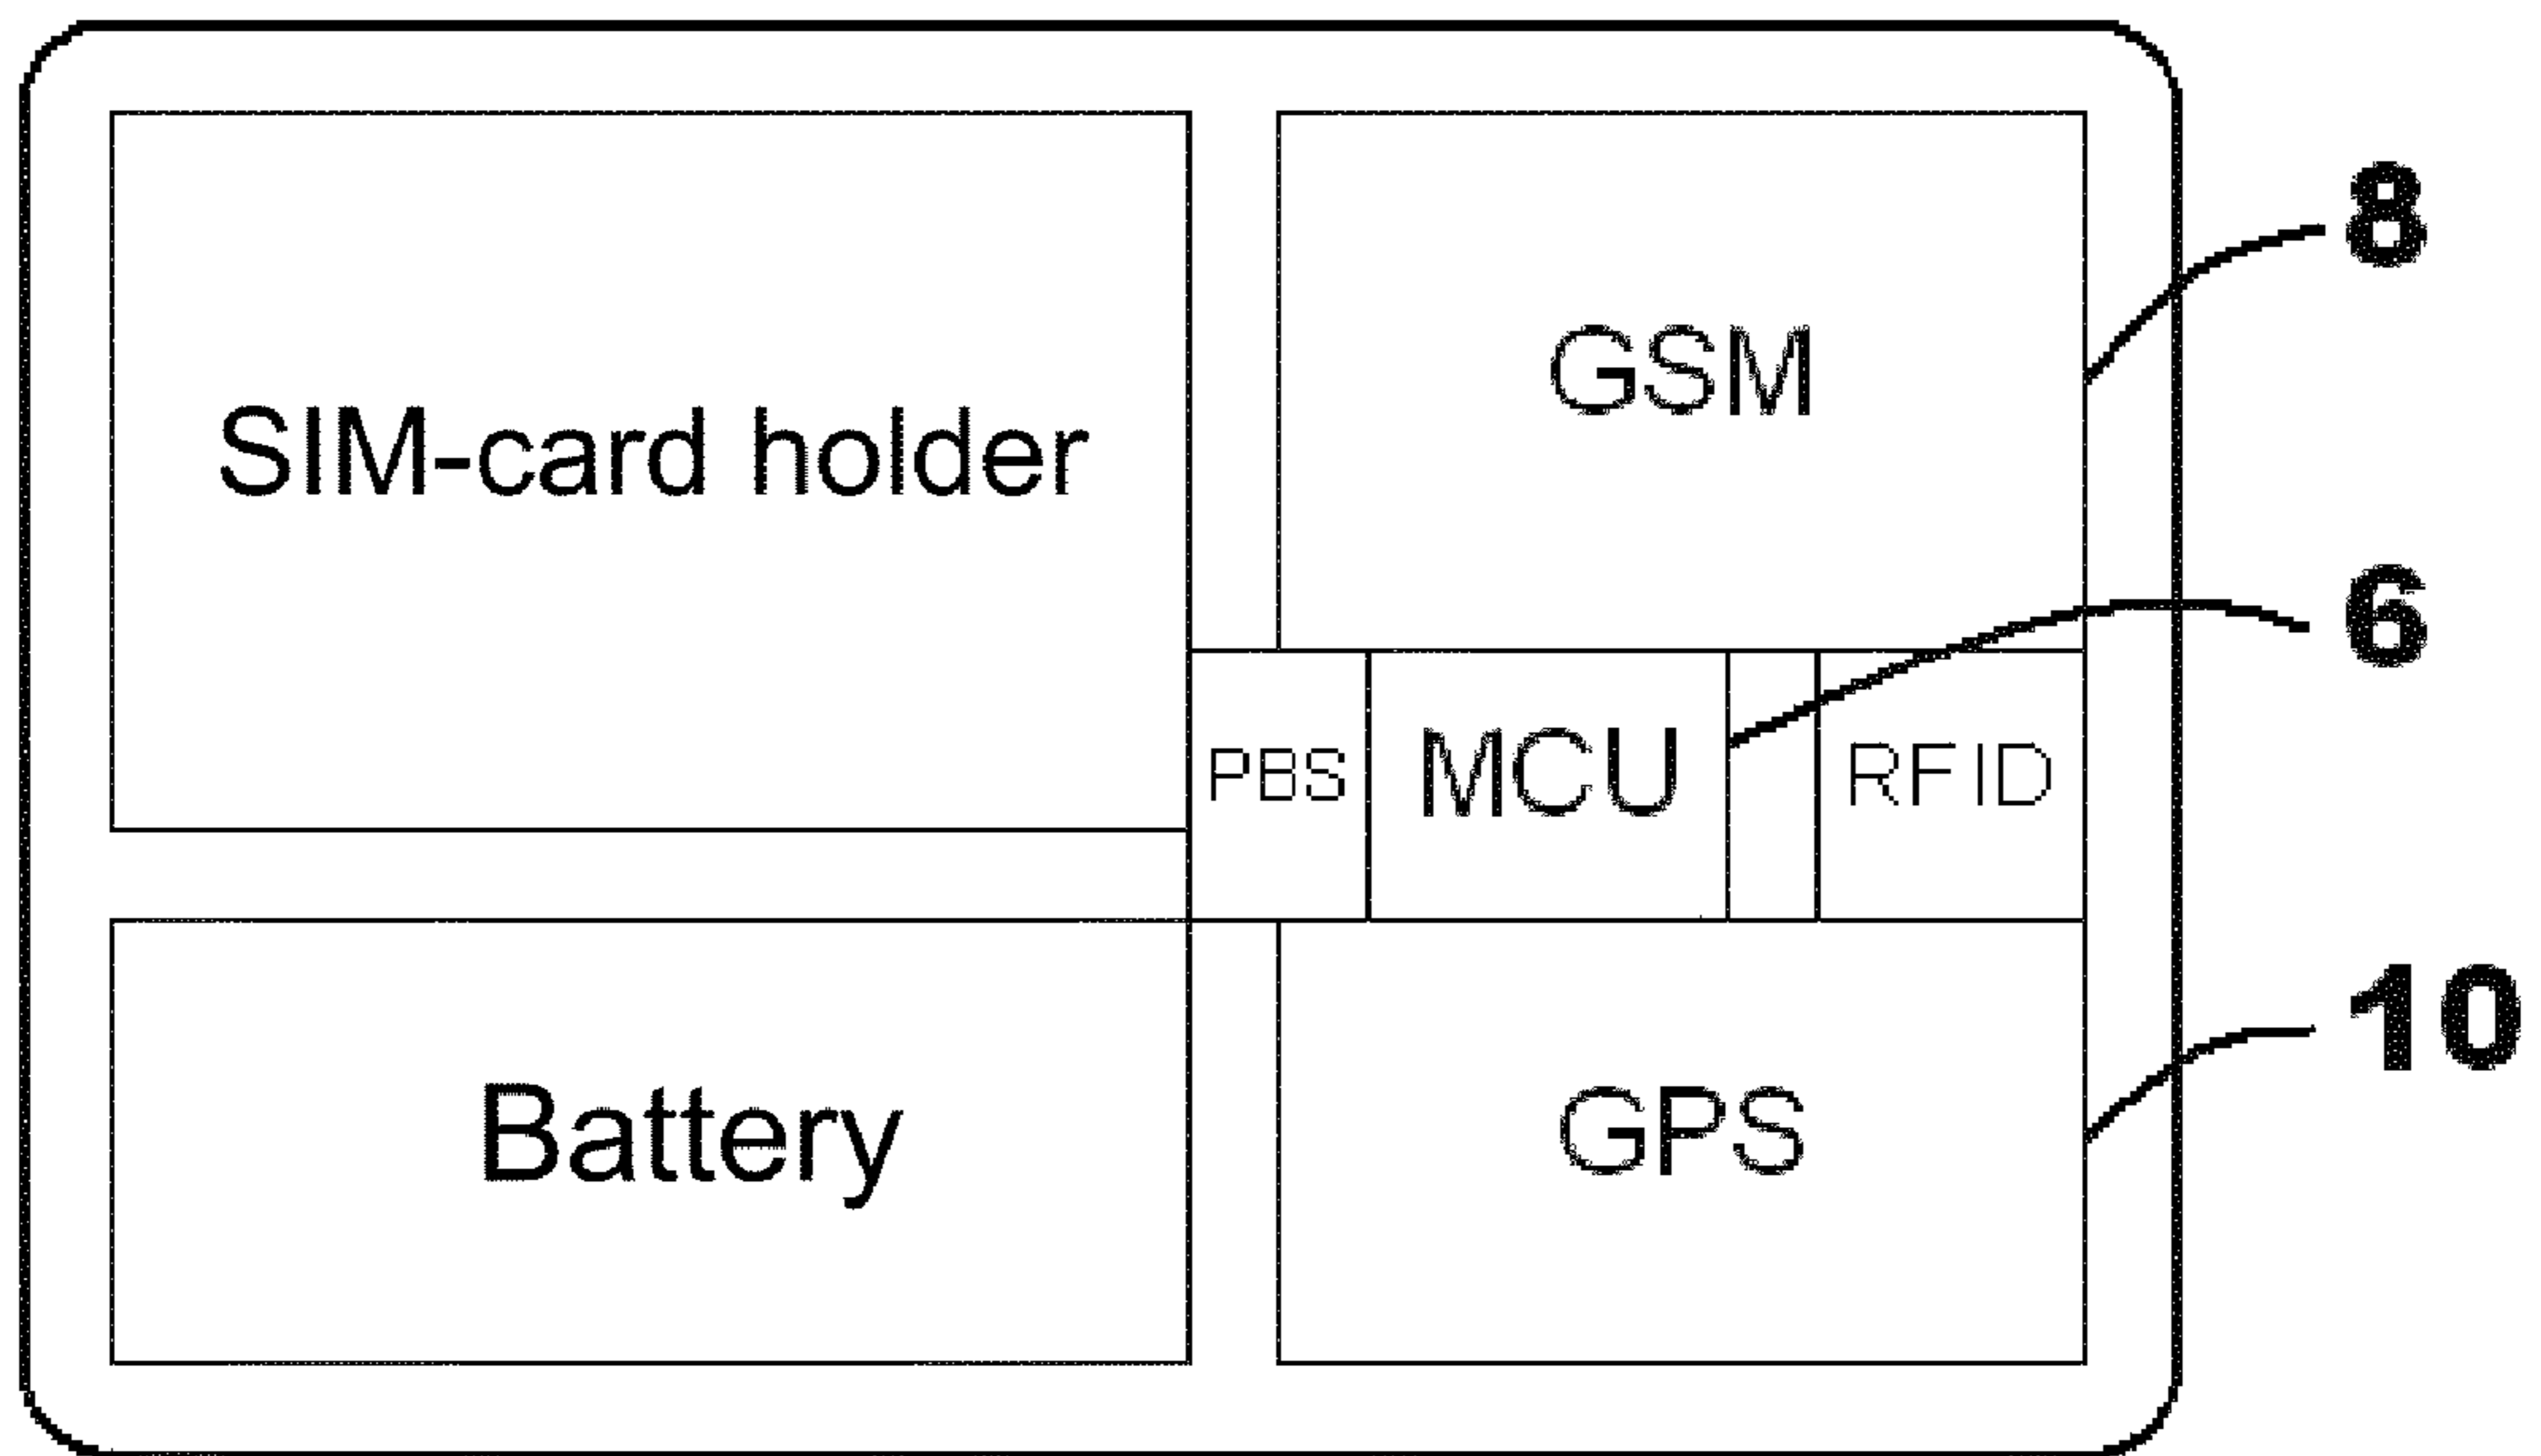 8
GSM
SIM-card holder
6
PBS MCU RFID
10
Battery GPS